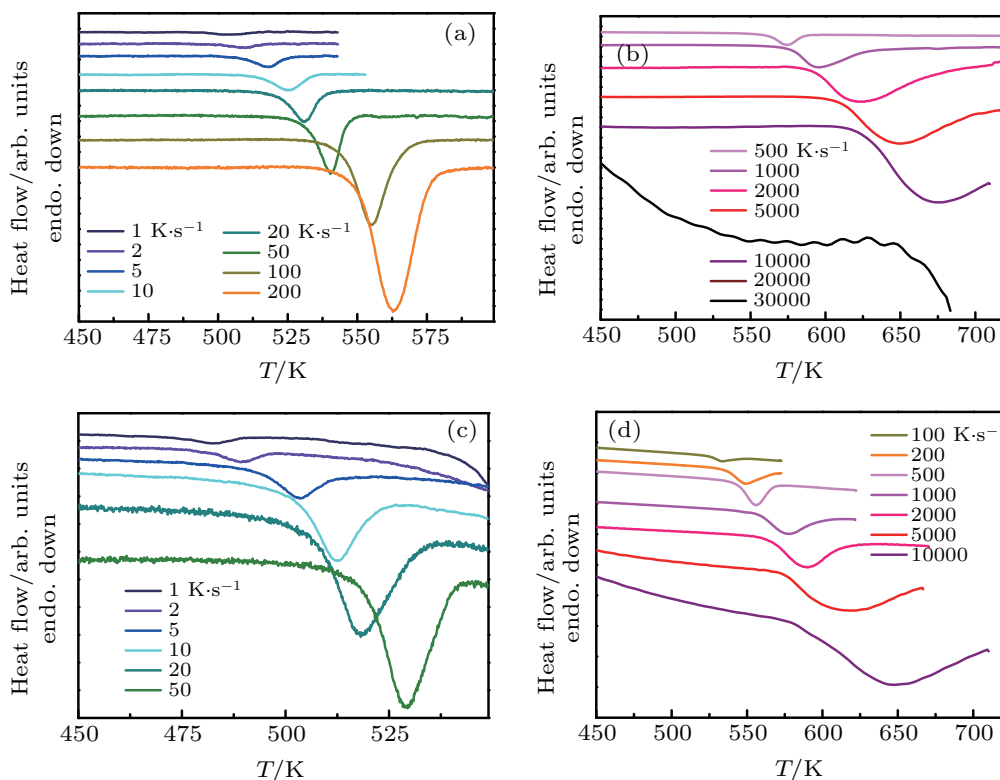 (a)
Heat flow/arb. units
endo. down
1 K·s⁻¹
2
5
10
20 K·s⁻¹
50
100
200
450 475 500 525 550 575
T/K
(b)
Heat flow/arb. units
endo. down
500 K·s⁻¹
1000
2000
5000
10000
20000
30000
450 500 550 600 650 700
T/K
(c)
Heat flow/arb. units
endo. down
1 K·s⁻¹
2
5
10
20
50
450 475 500 525
T/K
(d)
Heat flow/arb. units
endo. down
100 K·s⁻¹
200
500
1000
2000
5000
10000
450 500 550 600 650 700
T/K